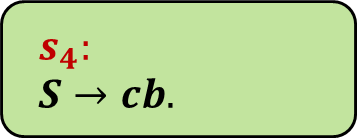 s₄:
S → cb.